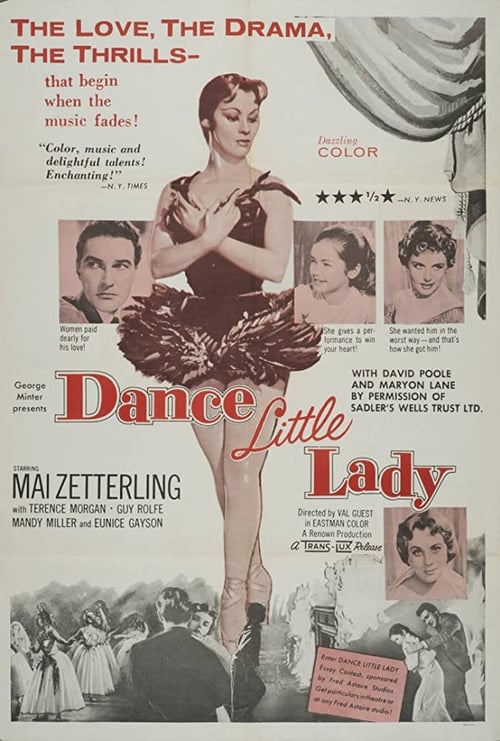 THE LOVE, THE DRAMA,
THE THRILLS–
that begin
when the
music fades!
"Color, music and
delightful talents!
Enchanting!"
—N.Y. TIMES
Dazzling
COLOR
★★★½★ —N.Y. NEWS
Women paid
dearly for
his love!
She gives a per-
formance to win
your heart!
She wanted him in the
worst way—and that's
how she got him!
George
Minter
presents
WITH DAVID POOLE
AND MARYON LANE
BY PERMISSION OF
SADLER'S WELLS TRUST LTD.
Dance
Little
Lady
STARRING
MAI ZETTERLING
with TERENCE MORGAN · GUY ROLFE
MANDY MILLER and EUNICE GAYSON
Directed by VAL GUEST
in EASTMAN COLOR
A Renown Production
A TRANS-LUX Release
Enter DANCE LITTLE LADY
Essay Contest, sponsored
by Fred Astaire Studios.
Get particulars in theatre or
at any Fred Astaire studio!